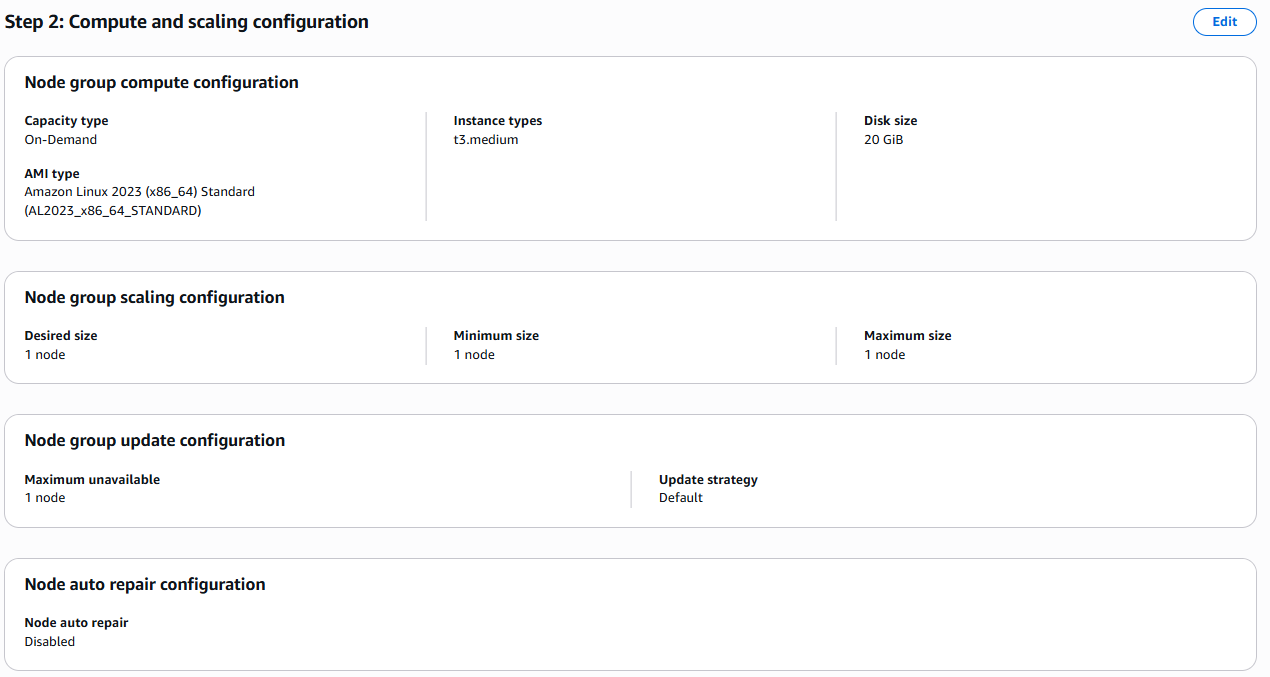 Step 2: Compute and scaling configuration
Edit
Node group compute configuration
Capacity type
On-Demand
Instance types
t3.medium
Disk size
20 GiB
AMI type
Amazon Linux 2023 (x86_64) Standard
(AL2023_x86_64_STANDARD)
Node group scaling configuration
Desired size
1 node
Minimum size
1 node
Maximum size
1 node
Node group update configuration
Maximum unavailable
1 node
Update strategy
Default
Node auto repair configuration
Node auto repair
Disabled